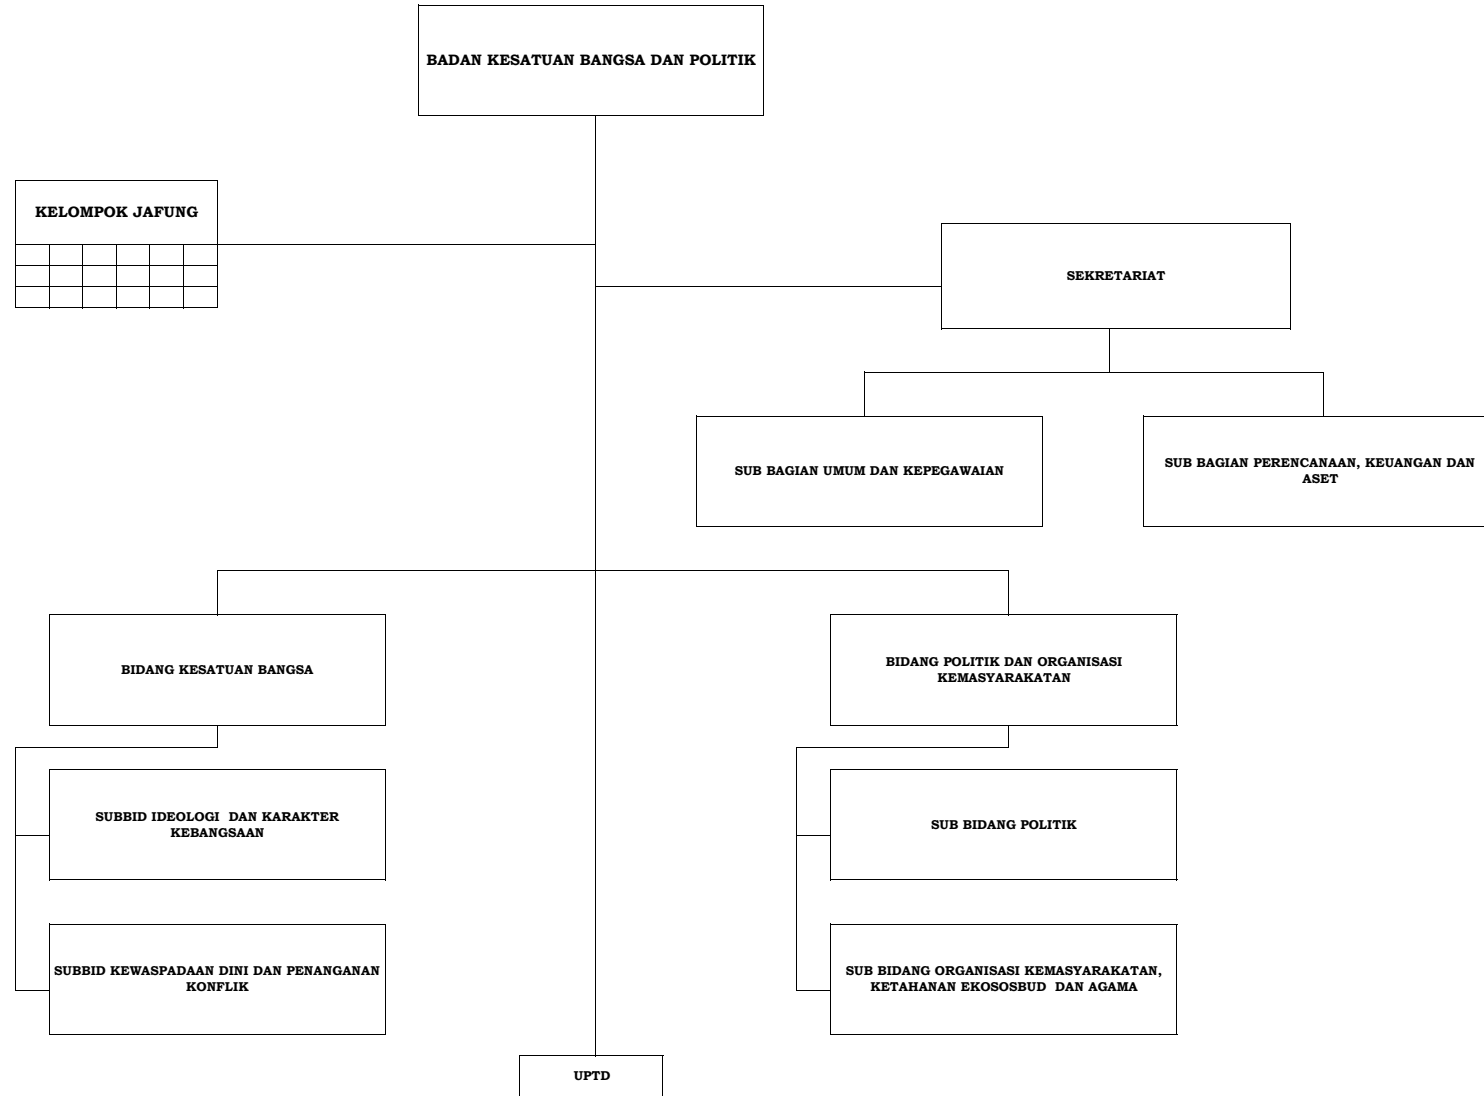 BADAN KESATUAN BANGSA DAN POLITIK
KELOMPOK JAFUNG
SEKRETARIAT
SUB BAGIAN UMUM DAN KEPEGAWAIAN
SUB BAGIAN PERENCANAAN, KEUANGAN DAN
ASET
BIDANG KESATUAN BANGSA
BIDANG POLITIK DAN ORGANISASI
KEMASYARAKATAN
SUBBID IDEOLOGI  DAN KARAKTER
KEBANGSAAN
SUB BIDANG POLITIK
SUBBID KEWASPADAAN DINI DAN PENANGANAN
KONFLIK
SUB BIDANG ORGANISASI KEMASYARAKATAN,
KETAHANAN EKOSOSBUD  DAN AGAMA
UPTD